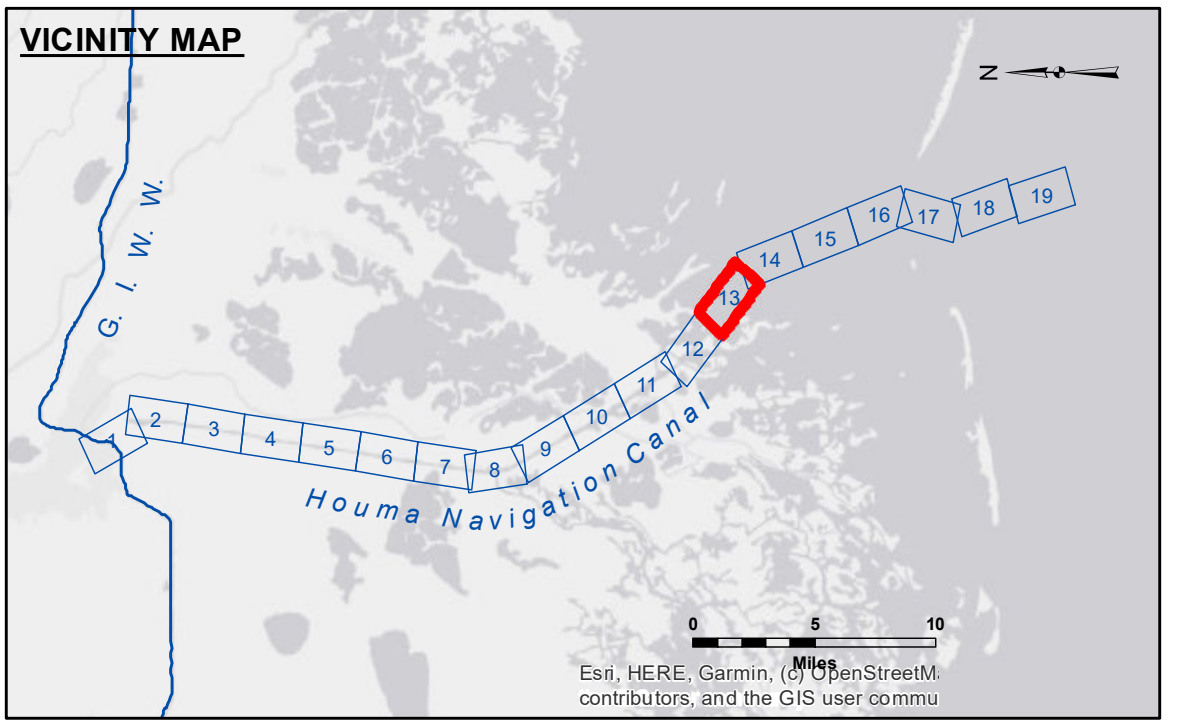 VICINITY MAP
N
G. I. W. W.
1
2
3
4
5
6
7
8
9
10
11
12
13
14
15
16
17
18
19
Houma Navigation Canal
0 5 10
Miles
Esri, HERE, Garmin, (c) OpenStreetM
contributors, and the GIS user commu